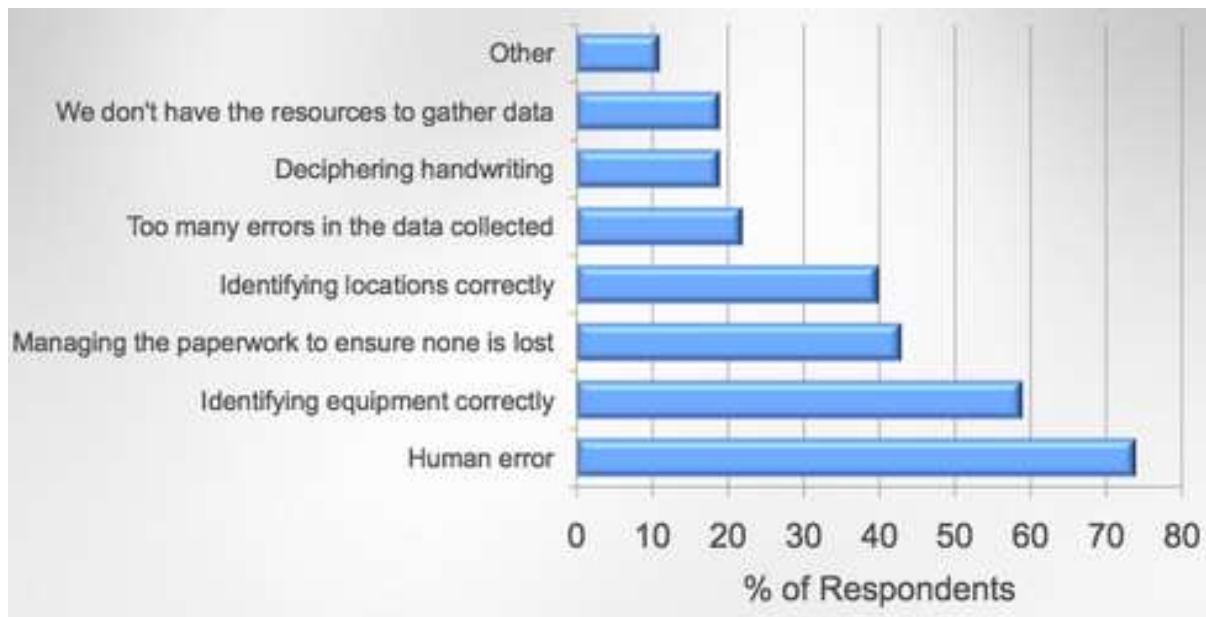 Other
We don't have the resources to gather data
Deciphering handwriting
Too many errors in the data collected
Identifying locations correctly
Managing the paperwork to ensure none is lost
Identifying equipment correctly
Human error
0 10 20 30 40 50 60 70 80
% of Respondents